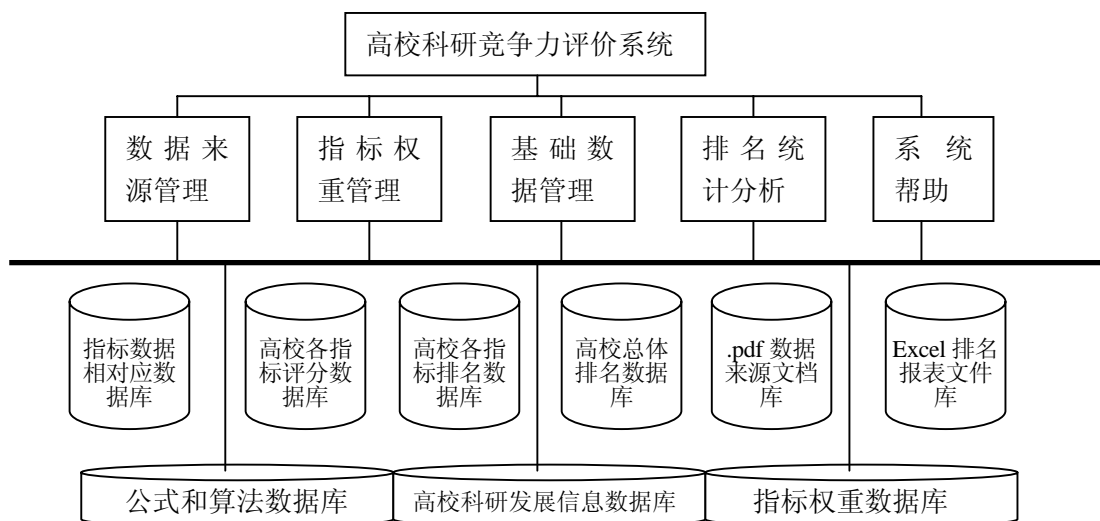 高校科研竞争力评价系统
数据来
源管理
指标权
重管理
基础数
据管理
排名统
计分析
系统
帮助
指标数据
相对应数
据库
高校各指
标评分数
据库
高校各指
标排名数
据库
高校总体
排名数据
库
.pdf 数据
来源文档
库
Excel 排名
报表文件
库
公式和算法数据库
高校科研发展信息数据库
指标权重数据库